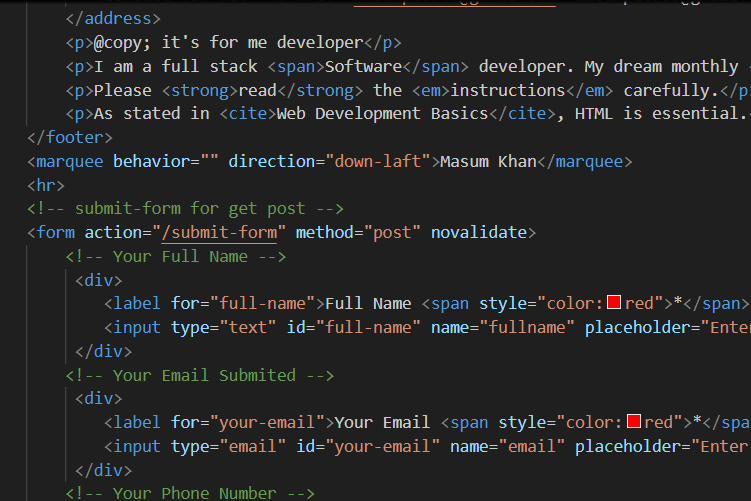 </address>
<p>@copy; it's for me developer</p>
<p>I am a full stack <span>Software</span> developer. My dream monthly
<p>Please <strong>read</strong> the <em>instructions</em> carefully.</p
<p>As stated in <cite>Web Development Basics</cite>, HTML is essential.
</footer>
<marquee behavior="" direction="down-laft">Masum Khan</marquee>
<hr>
<!-- submit-form for get post -->
<form action="/submit-form" method="post" novalidate>
<!-- Your Full Name -->
<div>
<label for="full-name">Full Name <span style="color:red">*</span>
<input type="text" id="full-name" name="fullname" placeholder="Enter
</div>
<!-- Your Email Submited -->
<div>
<label for="your-email">Your Email <span style="color:red">*</spa
<input type="email" id="your-email" name="email" placeholder="Enter
</div>
<!-- Your Phone Number -->